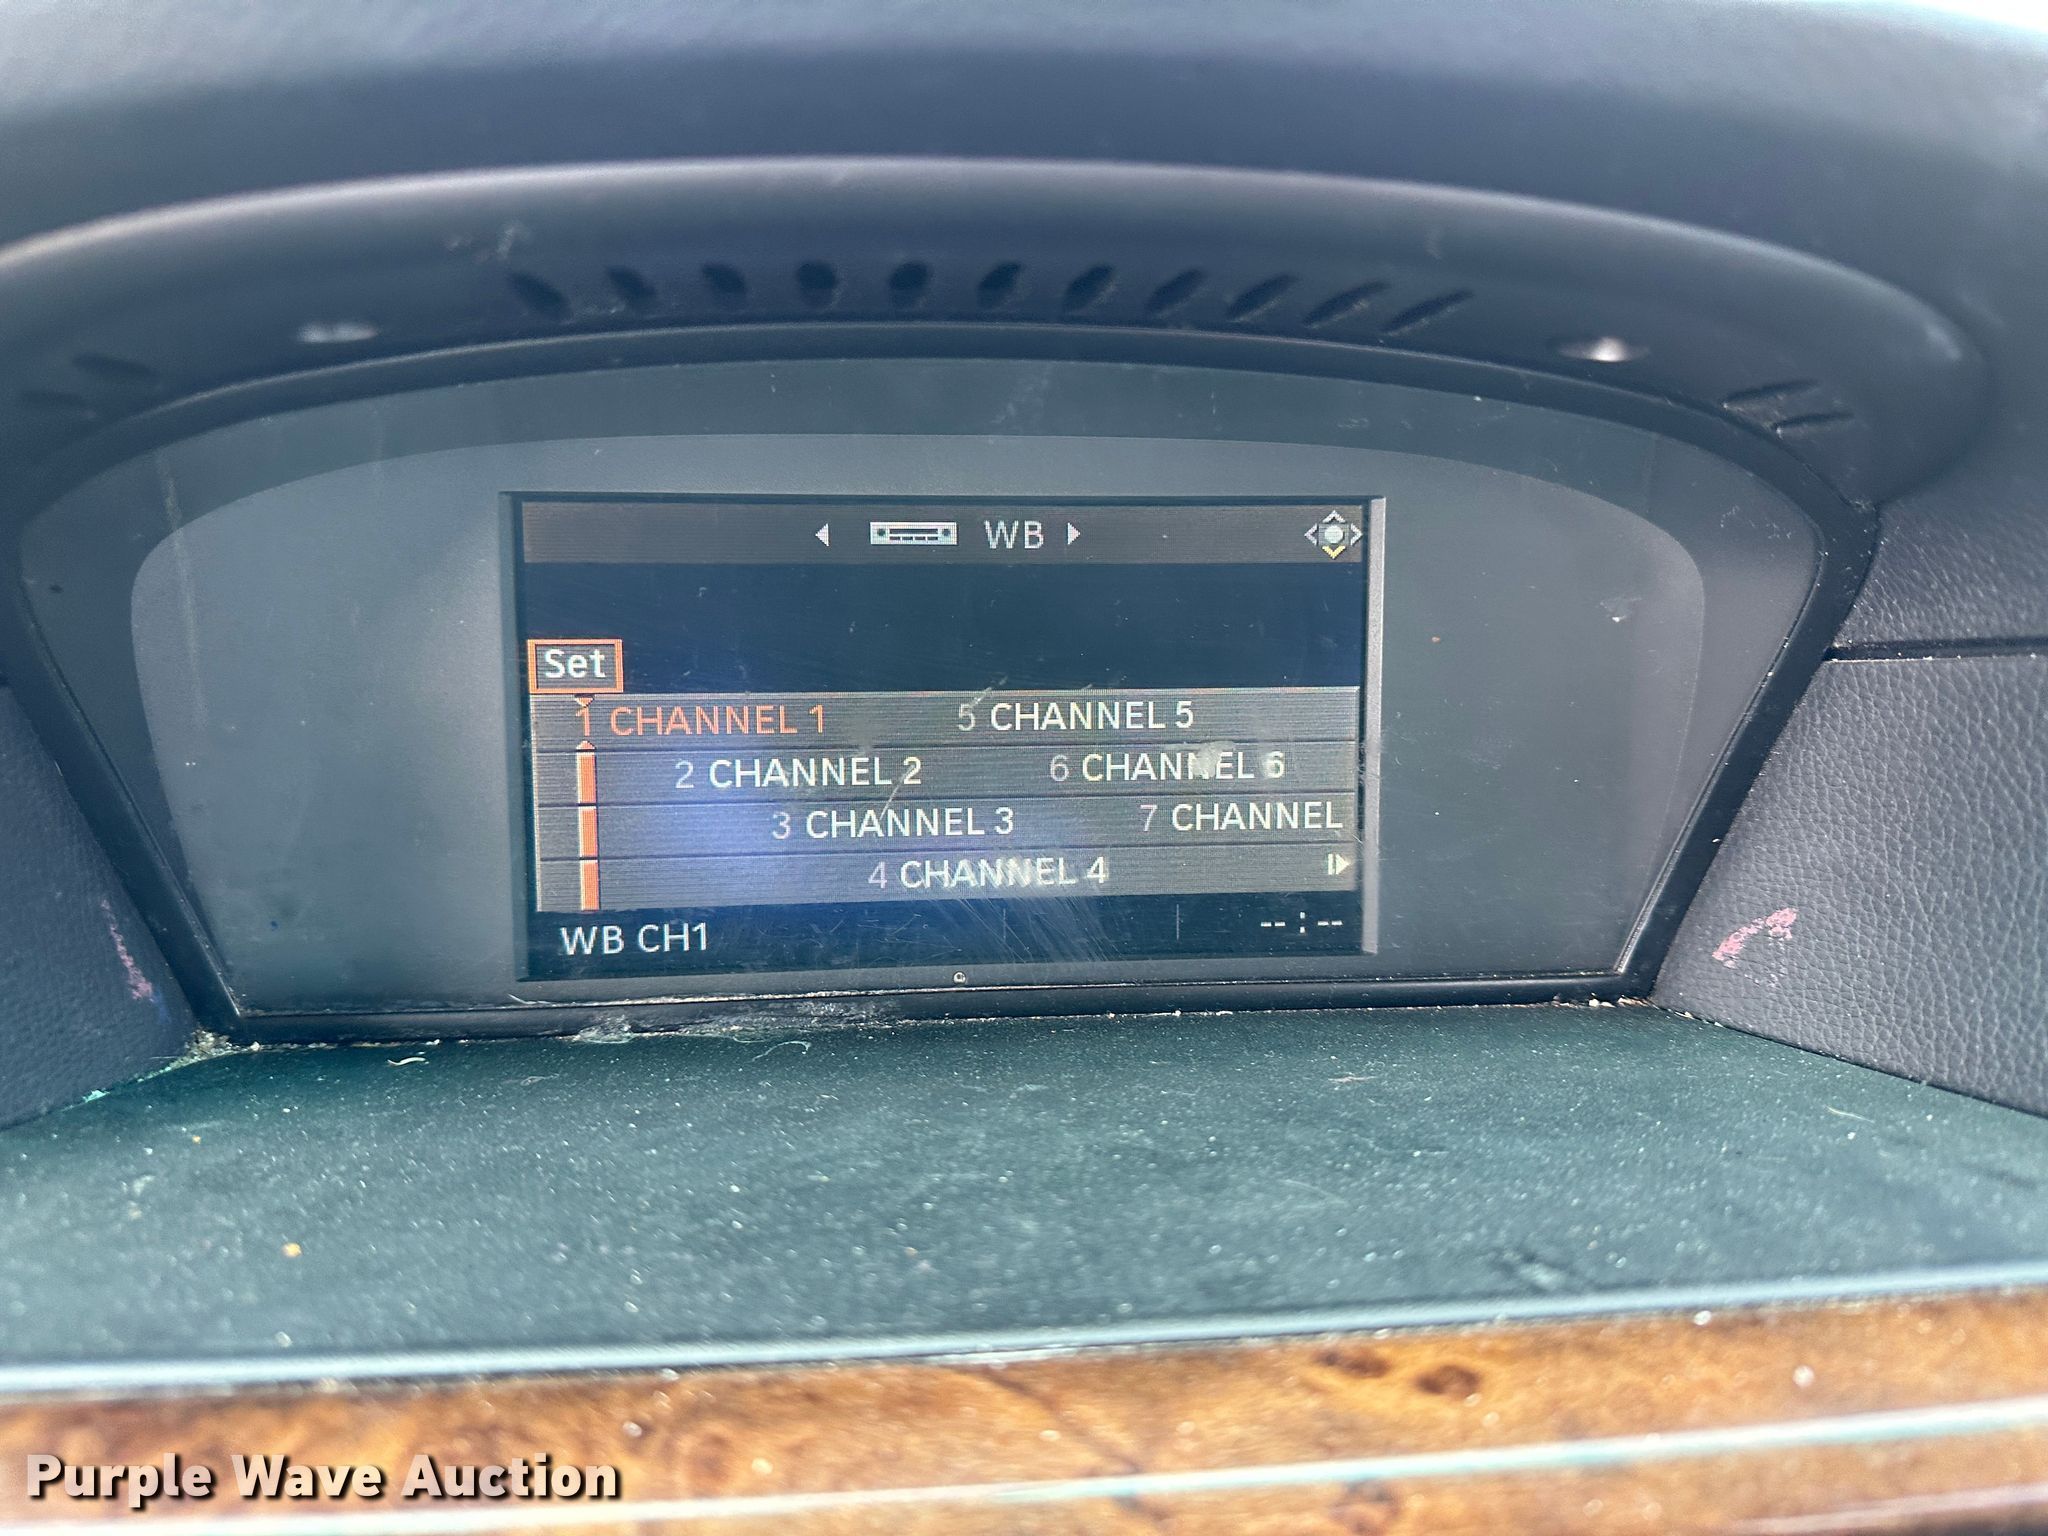 WB
Set
1 CHANNEL 1 5 CHANNEL 5
2 CHANNEL 2 6 CHANNEL 6
3 CHANNEL 3 7 CHANNEL
4 CHANNEL 4
WB CH1 --:--
Purple Wave Auction